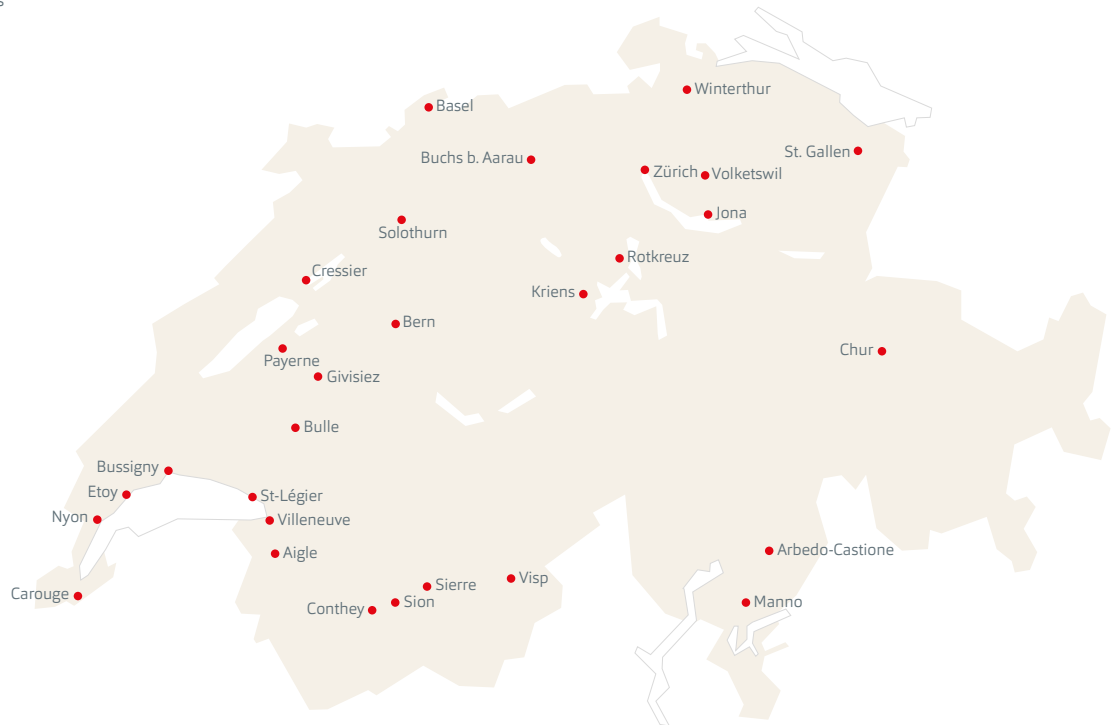 Winterthur
Basel
St. Gallen
Buchs b. Aarau
Zürich
Volketswil
Jona
Solothurn
Rotkreuz
Cressier
Kriens
Bern
Chur
Payerne
Givisiez
Bulle
Bussigny
Etoy
St-Légier
Nyon
Villeneuve
Arbedo-Castione
Aigle
Visp
Sierre
Carouge
Sion
Manno
Conthey